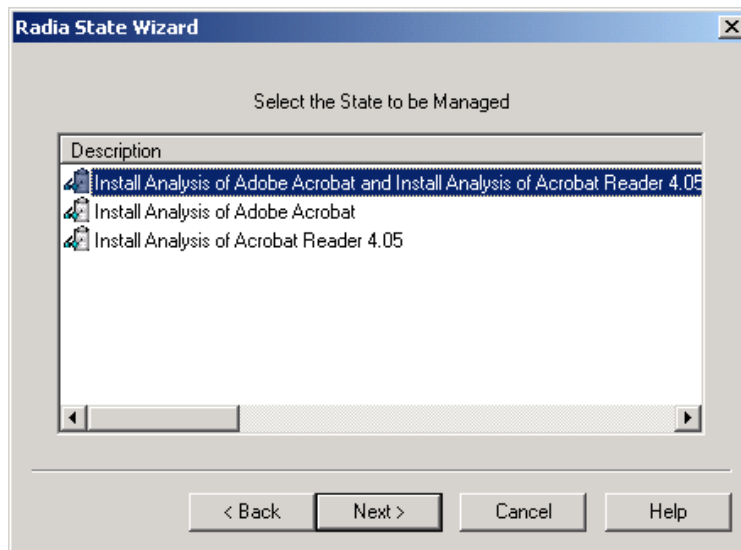 Radia State Wizard
Select the State to be Managed
Description
Install Analysis of Adobe Acrobat and Install Analysis of Acrobat Reader 4.05
Install Analysis of Adobe Acrobat
Install Analysis of Acrobat Reader 4.05
< Back
Next >
Cancel
Help